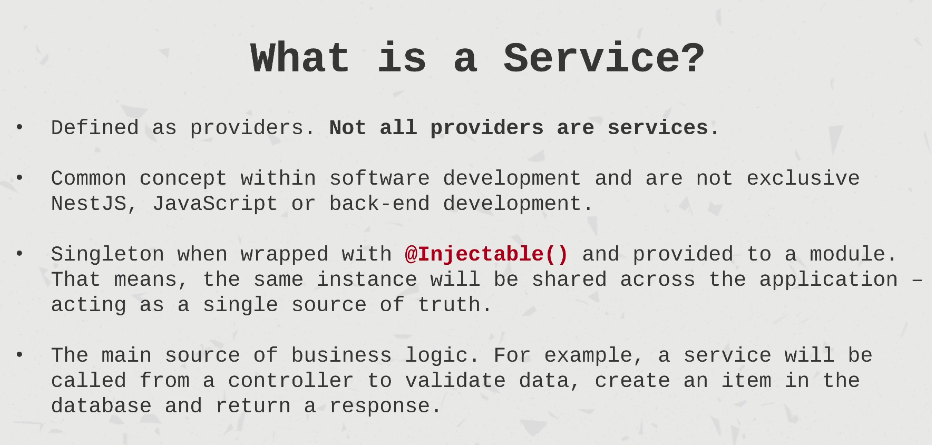 What is a Service?
• Defined as providers. Not all providers are services.
• Common concept within software development and are not exclusive
NestJS, JavaScript or back-end development.
• Singleton when wrapped with @Injectable() and provided to a module.
That means, the same instance will be shared across the application –
acting as a single source of truth.
• The main source of business logic. For example, a service will be
called from a controller to validate data, create an item in the
database and return a response.